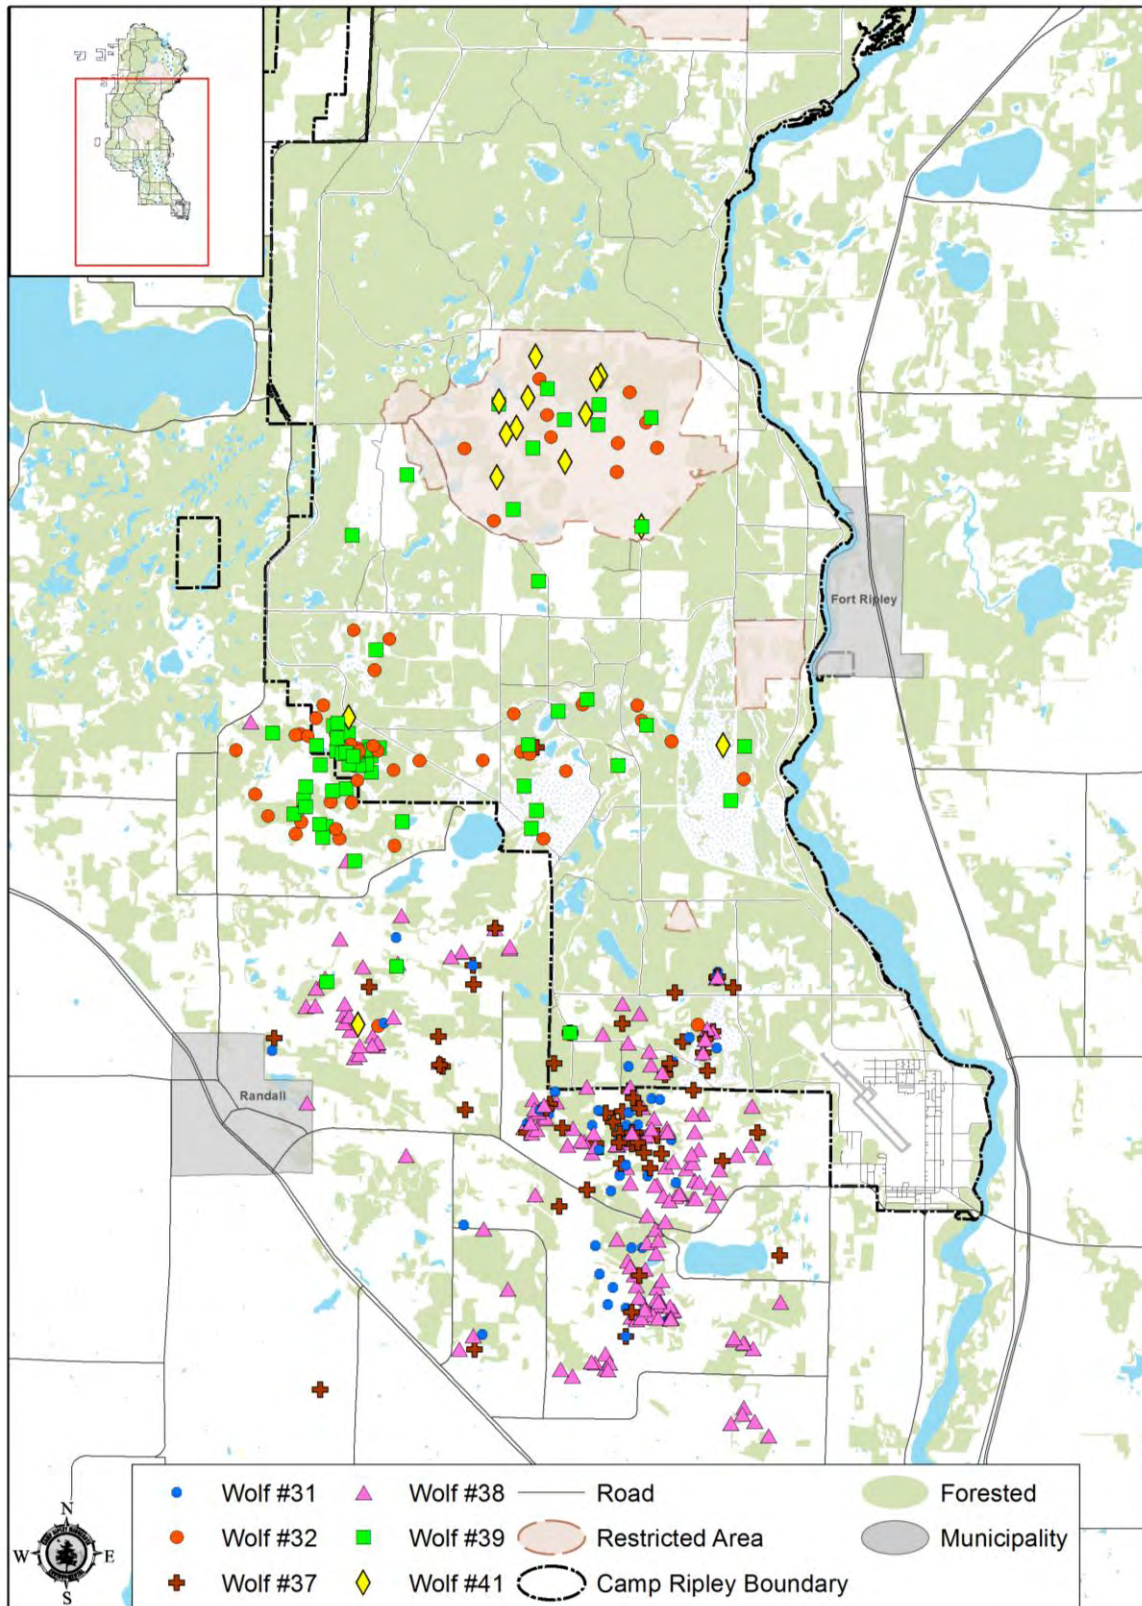 Fort Ripley
Randall
Wolf #31
Wolf #38
Road
Forested
Wolf #32
Wolf #39
Restricted Area
Municipality
Wolf #37
Wolf #41
Camp Ripley Boundary
N
W
E
S